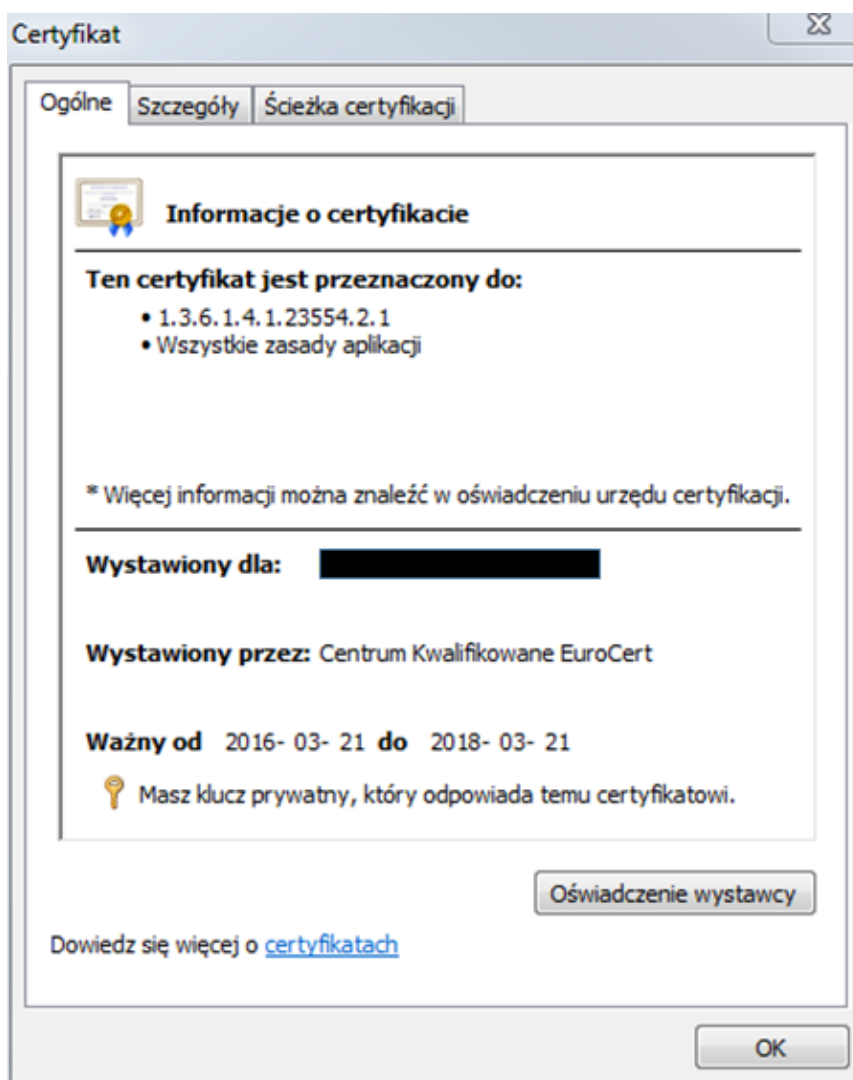 Certyfikat
Ogólne Szczegóły Ścieżka certyfikacji
Informacje o certyfikacie
Ten certyfikat jest przeznaczony do:
• 1.3.6.1.4.1.23554.2.1
• Wszystkie zasady aplikacji
* Więcej informacji można znaleźć w oświadczeniu urzędu certyfikacji.
Wystawiony dla:
Wystawiony przez: Centrum Kwalifikowane EuroCert
Ważny od 2016- 03- 21 do 2018- 03- 21
Masz klucz prywatny, który odpowiada temu certyfikatowi.
Oświadczenie wystawcy
Dowiedz się więcej o certyfikatach
OK